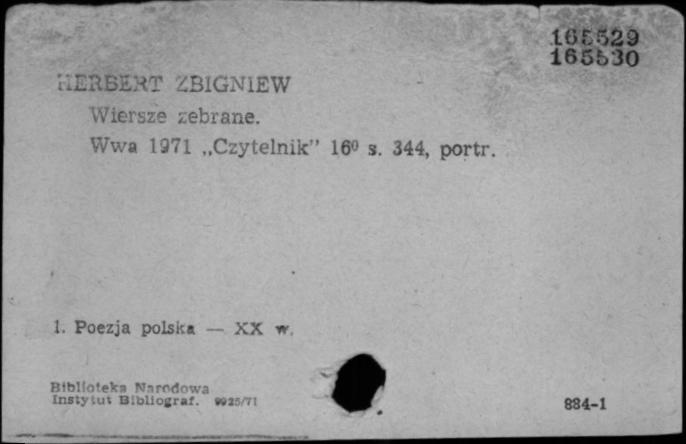 165529
165530
HERBERT ZBIGNIEW
Wiersze zebrane.
Wwa 1971 „Czytelnik” 16⁰ s. 344, portr.
1. Poezja polska — XX w.
Biblioteka Narodowa
Instytut Bibliograf. 9925/71
884-1